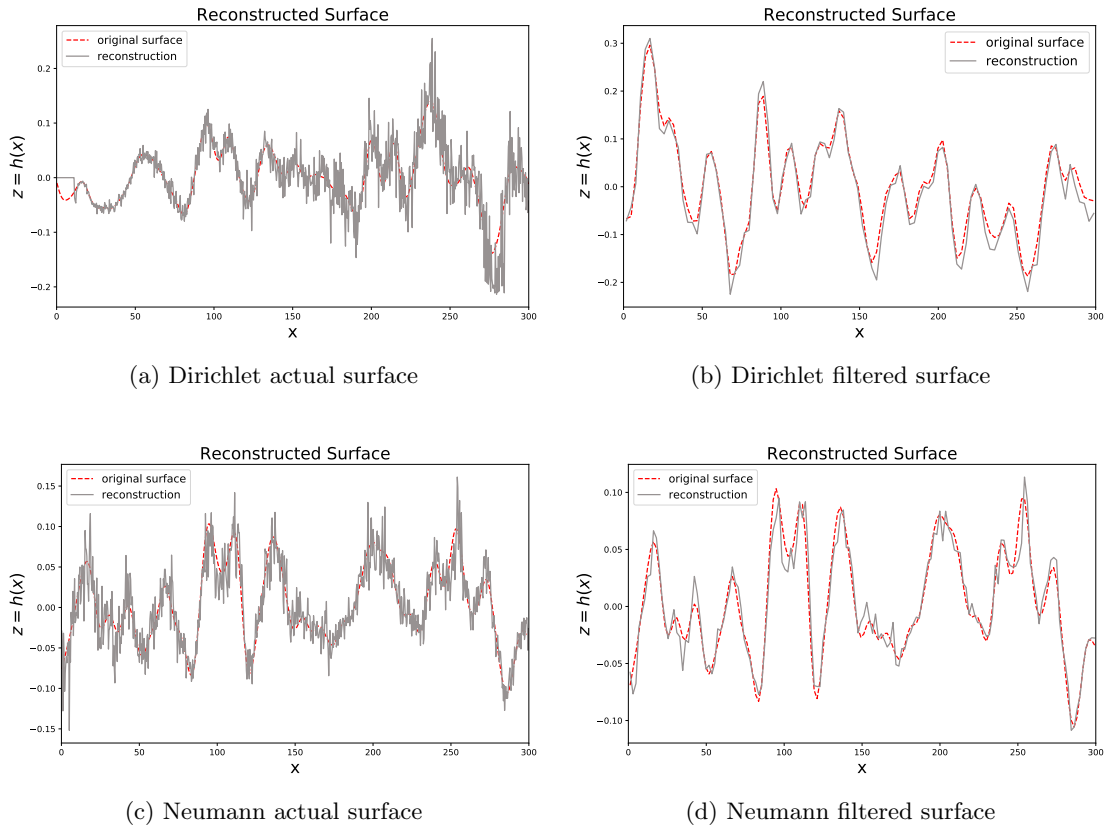 Reconstructed Surface
original surface
reconstruction
z = h(x)
0.2
0.1
0.0
−0.1
−0.2
0 50 100 150 200 250 300
x
(a) Dirichlet actual surface
Reconstructed Surface
original surface
reconstruction
z = h(x)
0.3
0.2
0.1
0.0
−0.1
−0.2
0 50 100 150 200 250 300
x
(b) Dirichlet filtered surface
Reconstructed Surface
original surface
reconstruction
z = h(x)
0.15
0.10
0.05
0.00
−0.05
−0.10
−0.15
0 50 100 150 200 250 300
x
(c) Neumann actual surface
Reconstructed Surface
original surface
reconstruction
z = h(x)
0.10
0.05
0.00
−0.05
−0.10
0 50 100 150 200 250 300
x
(d) Neumann filtered surface